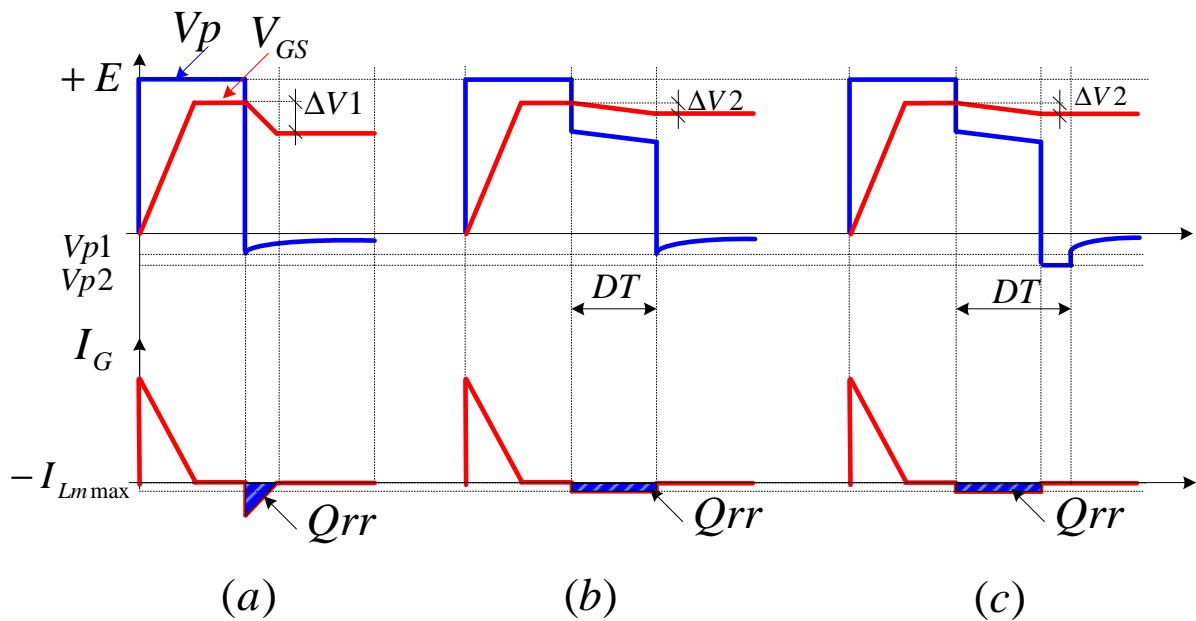 Vp V_GS
+E ΔV1 ΔV2 ΔV2
Vp1
Vp2 DT DT
I_G
-I_Lm max
Qrr Qrr Qrr
(a) (b) (c)